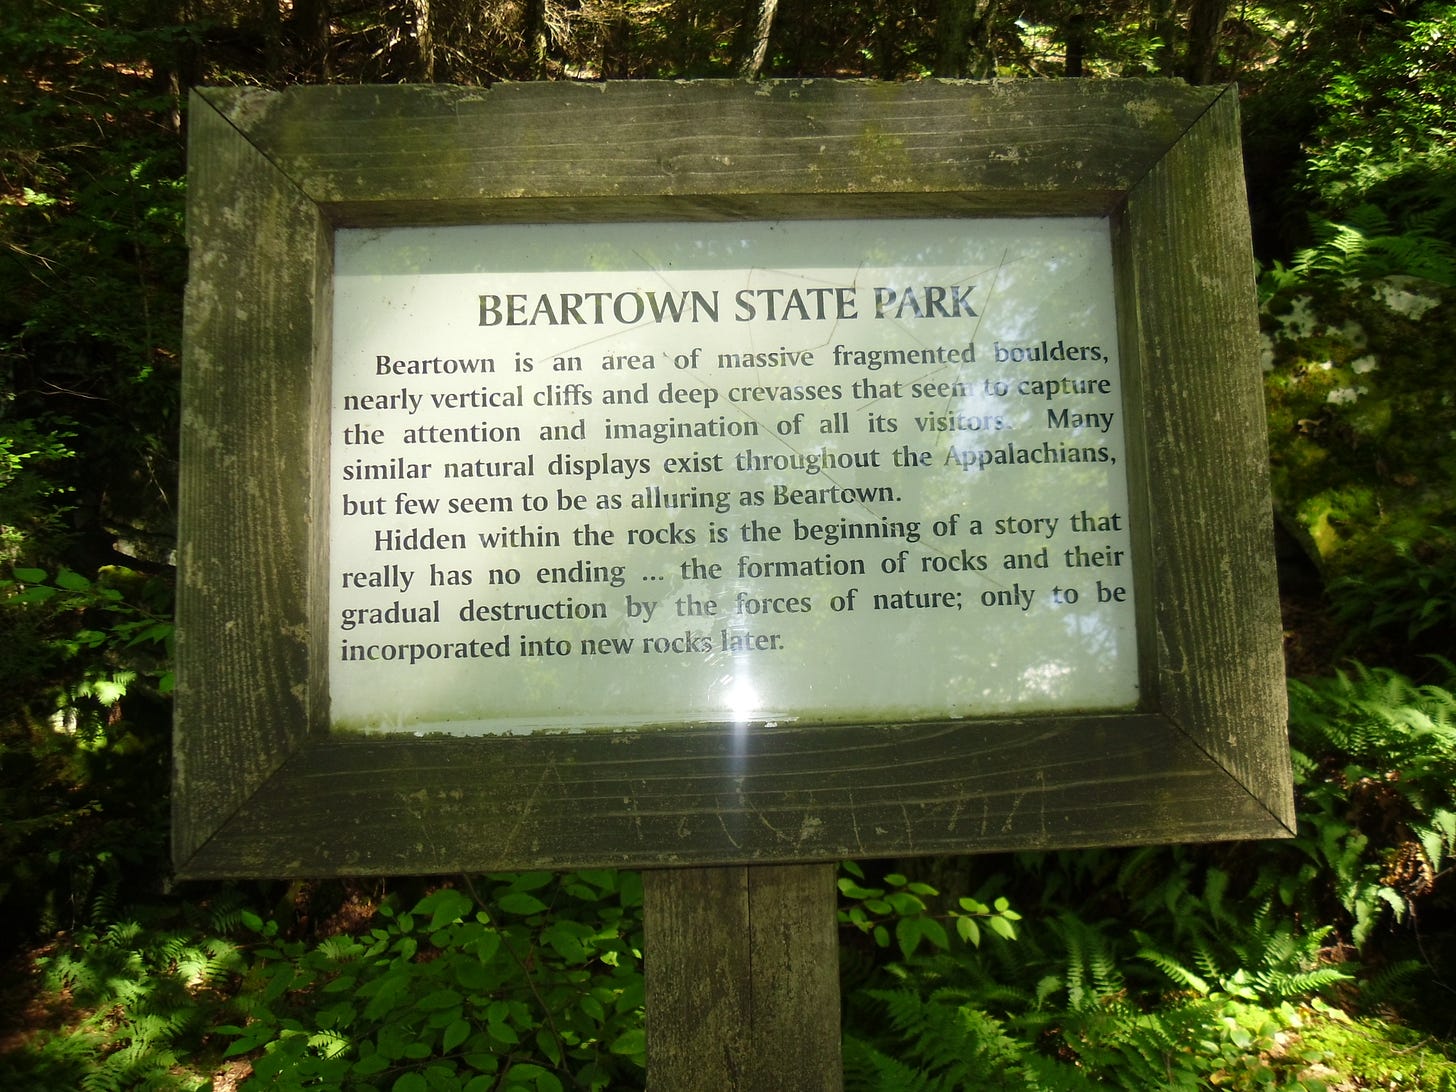 BEARTOWN STATE PARK
Beartown is an area of massive fragmented boulders,
nearly vertical cliffs and deep crevasses that seem to capture
the attention and imagination of all its visitors. Many
similar natural displays exist throughout the Appalachians,
but few seem to be as alluring as Beartown.
Hidden within the rocks is the beginning of a story that
really has no ending ... the formation of rocks and their
gradual destruction by the forces of nature; only to be
incorporated into new rocks later.